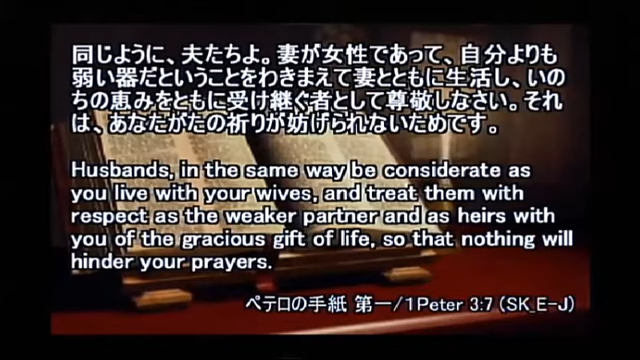 同じように、夫たちよ。妻が女性であって、自分よりも
弱い器だということをわきまえて妻とともに生活し、いの
ちの恵みをともに受け継ぐ者として尊敬しなさい。それ
は、あなたがたの祈りが妨げられないためです。
Husbands, in the same way be considerate as
you live with your wives, and treat them with
respect as the weaker partner and as heirs with
you of the gracious gift of life, so that nothing will
hinder your prayers.
ペテロの手紙 第一/1Peter 3:7 (SK_E-J)